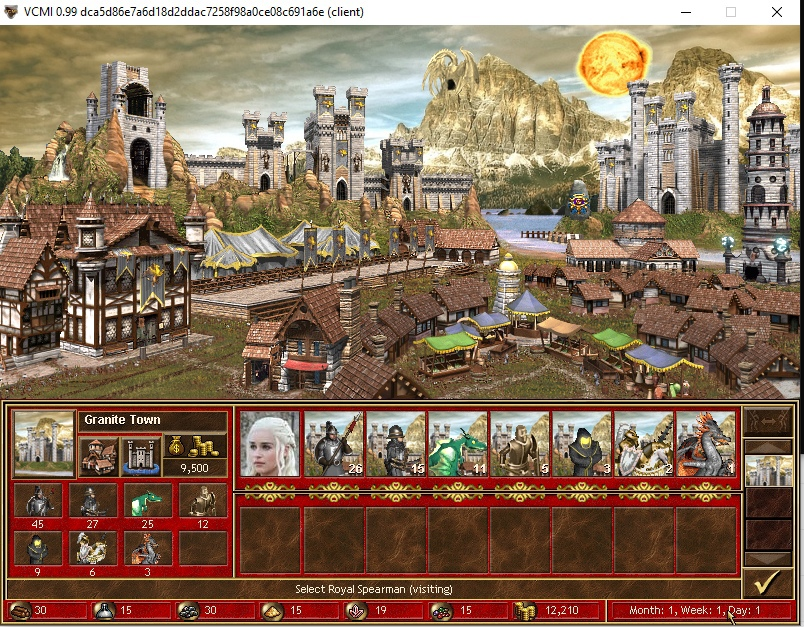 VCMI 0.99 dca5d86e7a6d18d2ddac7258f98a0ce08c691a6e (client)
Granite Town
9,500
26 15 11 5 3 2 1
45 27 25 12
9 6 3
Select Royal Spearman (visiting)
30 15 30 15 19 15 12,210 Month: 1, Week: 1, Day: 1